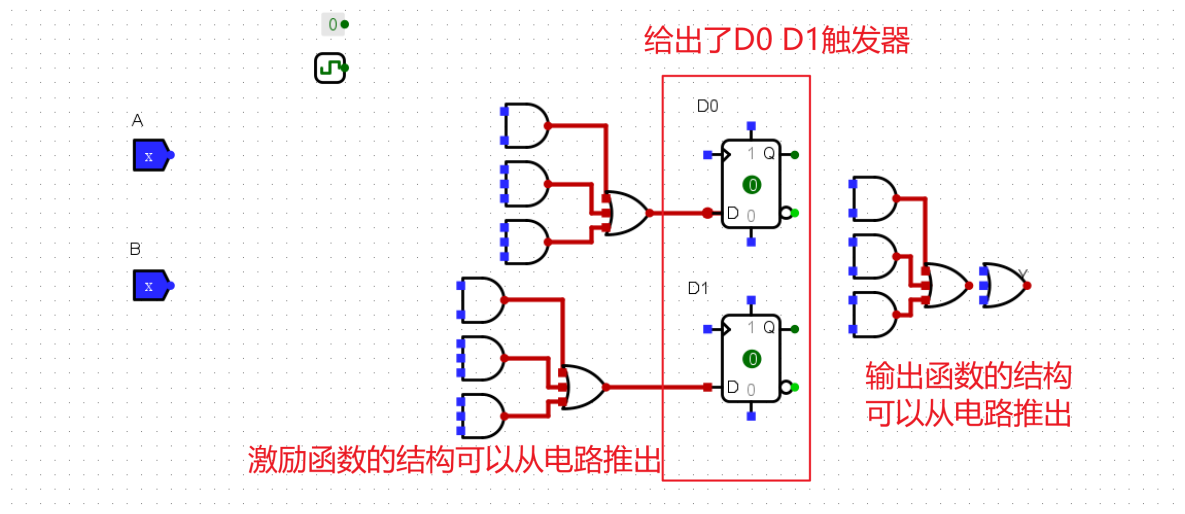 0
给出了D0 D1触发器
D0
A
x
1 Q
0
D 0
B
x
Y
D1
1 Q
0
D 0
输出函数的结构
可以从电路推出
激励函数的结构可以从电路推出